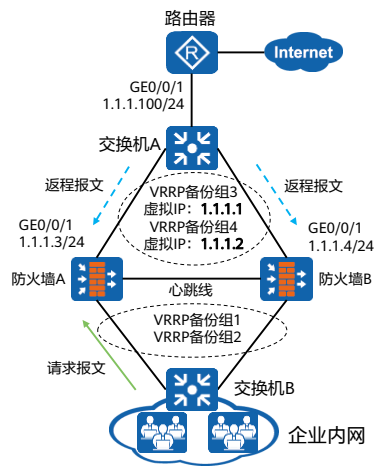 路由器
R
Internet
GE0/0/1
1.1.1.100/24
交换机A
返程报文
返程报文
VRRP备份组3
虚拟IP：1.1.1.1
VRRP备份组4
虚拟IP：1.1.1.2
GE0/0/1
1.1.1.3/24
GE0/0/1
1.1.1.4/24
防火墙A
防火墙B
心跳线
VRRP备份组1
VRRP备份组2
请求报文
交换机B
企业内网